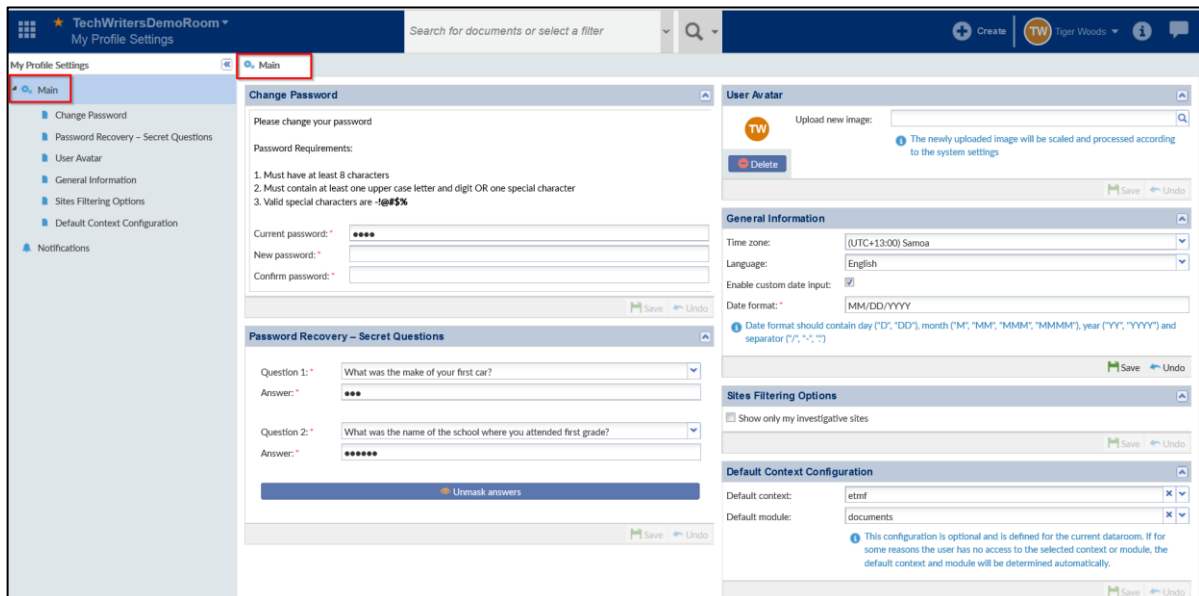 TechWritersDemoRoom
My Profile Settings
Search for documents or select a filter
Create
TW
Tiger Woods
My Profile Settings
Main
Change Password
Password Recovery – Secret Questions
User Avatar
General Information
Sites Filtering Options
Default Context Configuration
Notifications
Main
Change Password
Please change your password
Password Requirements:
1. Must have at least 8 characters
2. Must contain at least one upper case letter and digit OR one special character
3. Valid special characters are -!@#$%
Current password:* ●●●●
New password:*
Confirm password:*
Save Undo
Password Recovery – Secret Questions
Question 1:* What was the make of your first car?
Answer:* ●●●
Question 2:* What was the name of the school where you attended first grade?
Answer:* ●●●●●●
Unmask answers
Save Undo
User Avatar
TW
Upload new image:
The newly uploaded image will be scaled and processed according
to the system settings
Delete
Save Undo
General Information
Time zone: (UTC+13:00) Samoa
Language: English
Enable custom date input:
Date format:* MM/DD/YYYY
Date format should contain day ("D", "DD"), month ("M", "MM", "MMM", "MMMM"), year ("YY", "YYYY") and
separator ("/", "-", ".")
Save Undo
Sites Filtering Options
Show only my investigative sites
Save Undo
Default Context Configuration
Default context: etmf
Default module: documents
This configuration is optional and is defined for the current dataroom. If for
some reasons the user has no access to the selected context or module, the
default context and module will be determined automatically.
Save Undo